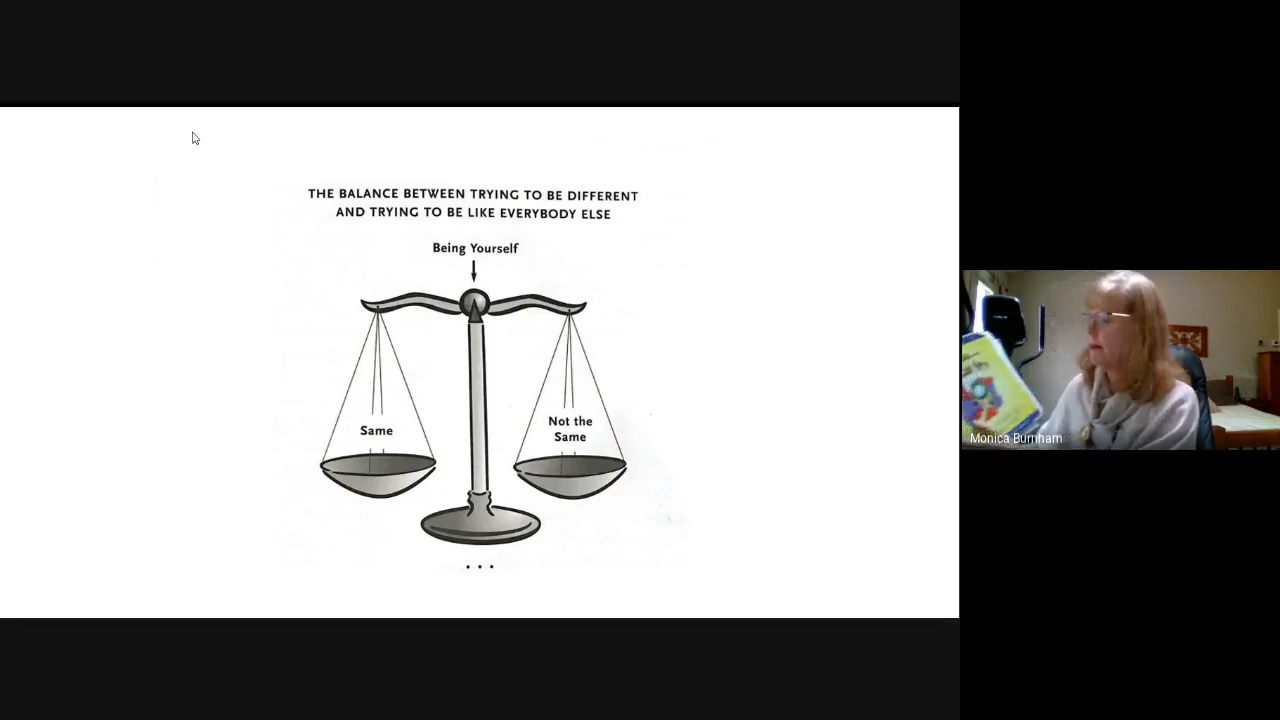 THE BALANCE BETWEEN TRYING TO BE DIFFERENT
AND TRYING TO BE LIKE EVERYBODY ELSE
Being Yourself
Same
Not the
Same
. . .
Monica Burnham